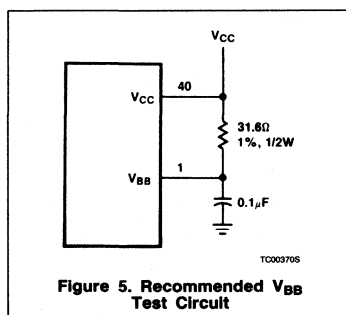 VCC
VCC
40
31.6Ω
1%, 1/2W
VBB
1
0.1μF
TC00370S
Figure 5. Recommended VBB
Test Circuit